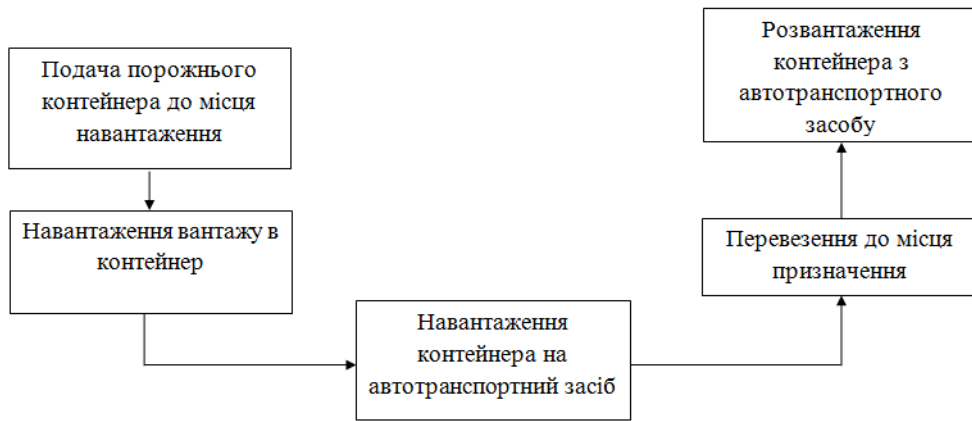 Подача порожнього
контейнера до місця
навантаження
Навантаження вантажу в
контейнер
Навантаження
контейнера на
автотранспортний засіб
Перевезення до місця
призначення
Розвантаження
контейнера з
автотранспортного
засобу